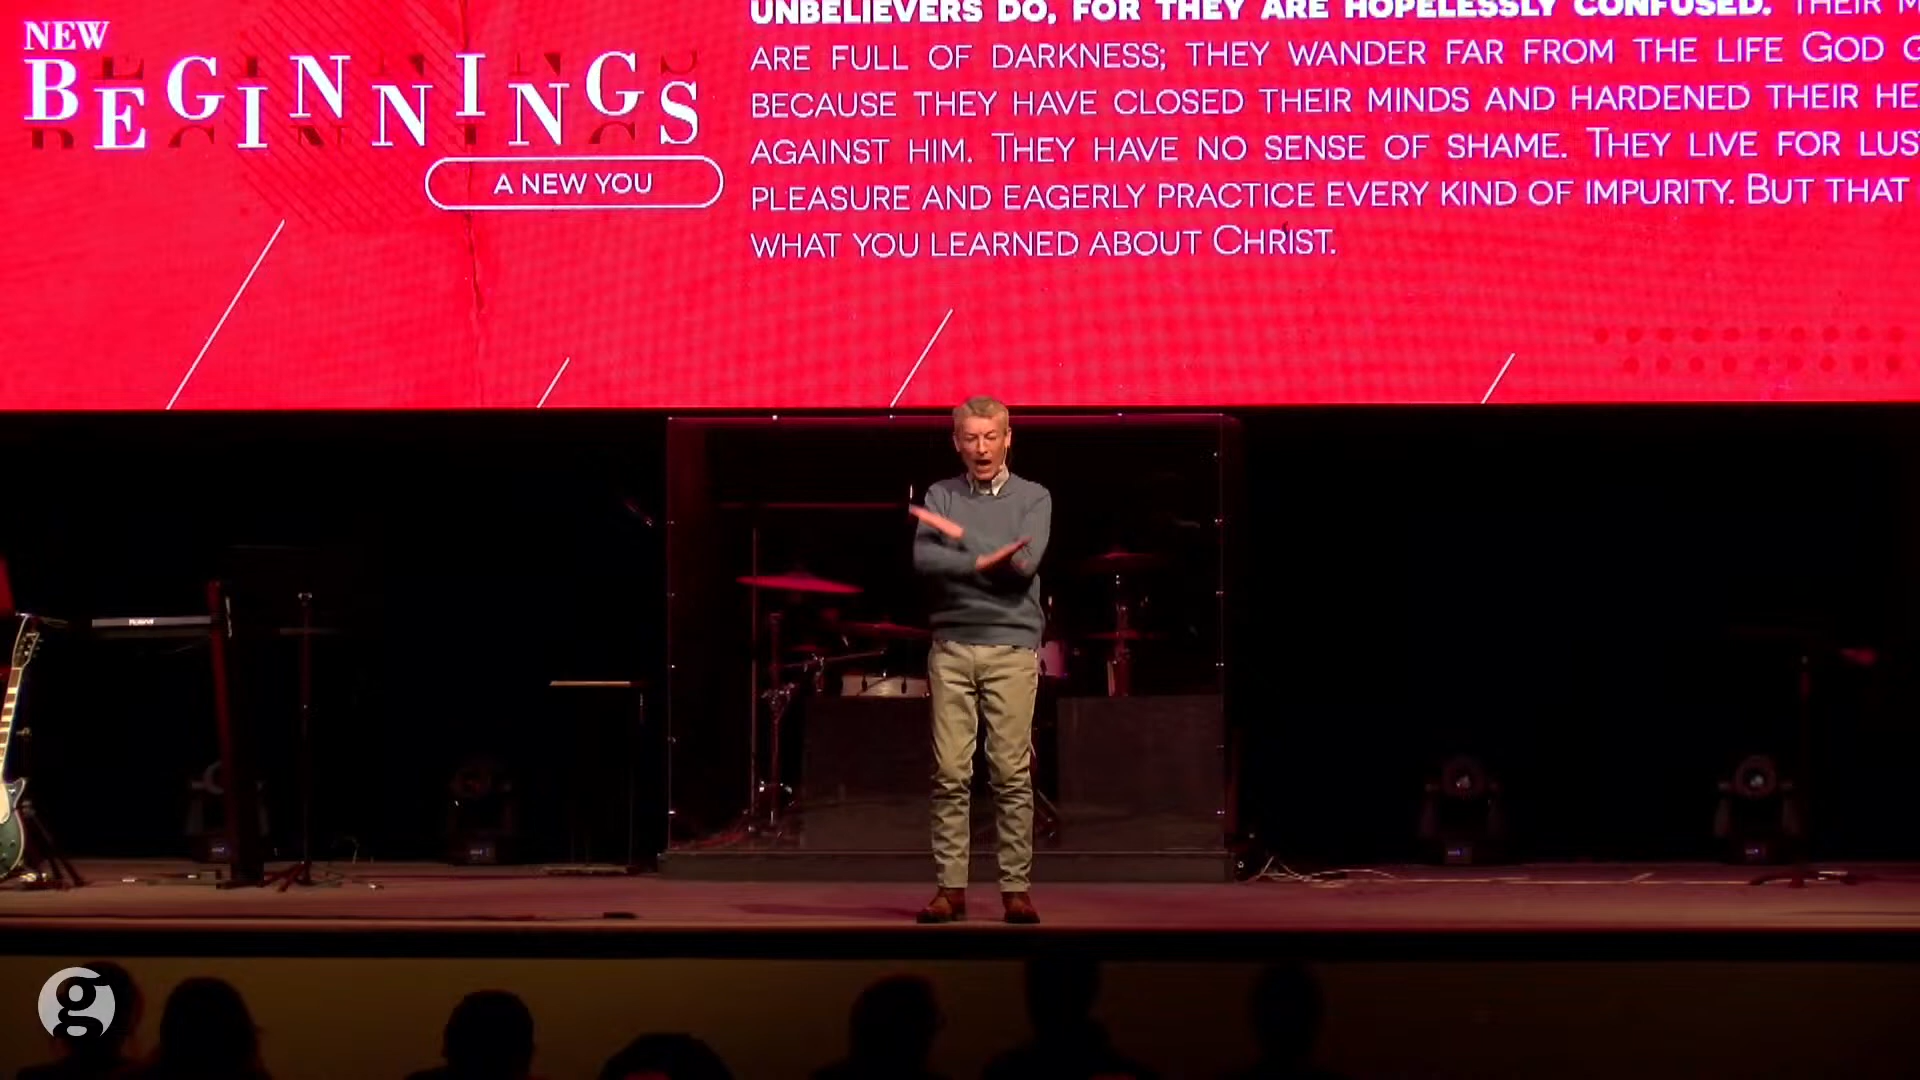 NEW
BEGINNINGS
A NEW YOU
UNBELIEVERS DO, FOR THEY ARE HOPELESSLY CONFUSED. THEIR
ARE FULL OF DARKNESS; THEY WANDER FAR FROM THE LIFE GOD
BECAUSE THEY HAVE CLOSED THEIR MINDS AND HARDENED THEIR
AGAINST HIM. THEY HAVE NO SENSE OF SHAME. THEY LIVE FOR
PLEASURE AND EAGERLY PRACTICE EVERY KIND OF IMPURITY. BUT THAT
WHAT YOU LEARNED ABOUT CHRIST.
Roland
g